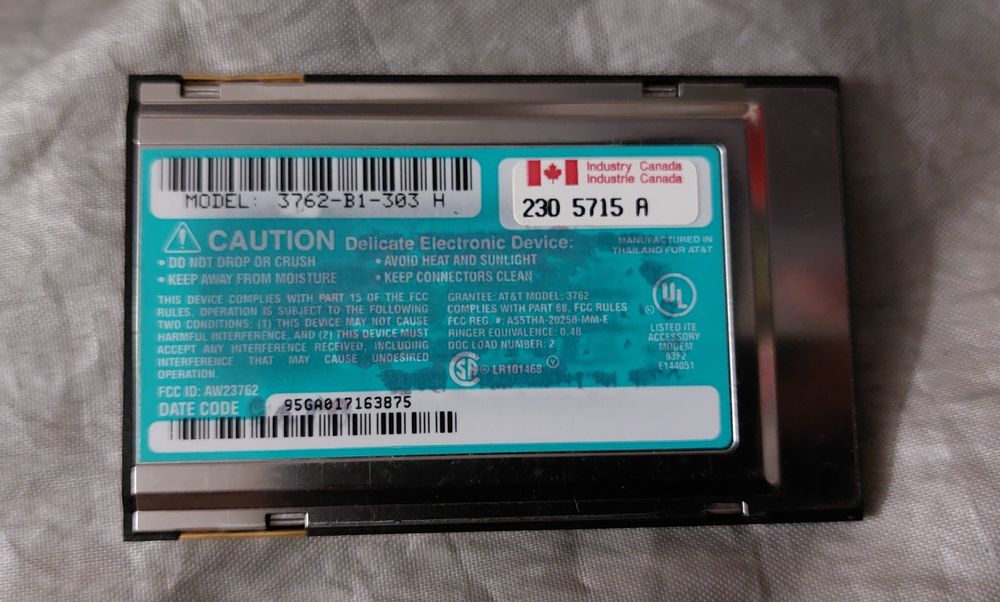 MODEL: 3762-B1-303 H
Industry Canada
Industrie Canada
230 5715 A
CAUTION Delicate Electronic Device:
• DO NOT DROP OR CRUSH
• AVOID HEAT AND SUNLIGHT
• KEEP AWAY FROM MOISTURE
• KEEP CONNECTORS CLEAN
MANUFACTURED IN
THAILAND FOR AT&T
THIS DEVICE COMPLIES WITH PART 15 OF THE FCC
RULES. OPERATION IS SUBJECT TO THE FOLLOWING
TWO CONDITIONS: (1) THIS DEVICE MAY NOT CAUSE
HARMFUL INTERFERENCE, AND (2) THIS DEVICE MUST
ACCEPT ANY INTERFERENCE RECEIVED, INCLUDING
INTERFERENCE THAT MAY CAUSE UNDESIRED
OPERATION.
GRANTEE: AT&T MODEL: 3762
COMPLIES WITH PART 68, FCC RULES
FCC REG. #: AS5THA-20258-MM-E
RINGER EQUIVALENCE: 0.4B
DOC LOAD NUMBER: 2
SA ® LR101468
UL ®
LISTED ITE
ACCESSORY
MODEM
83F2
E144051
FCC ID: AW23762
DATE CODE 95GA017163875